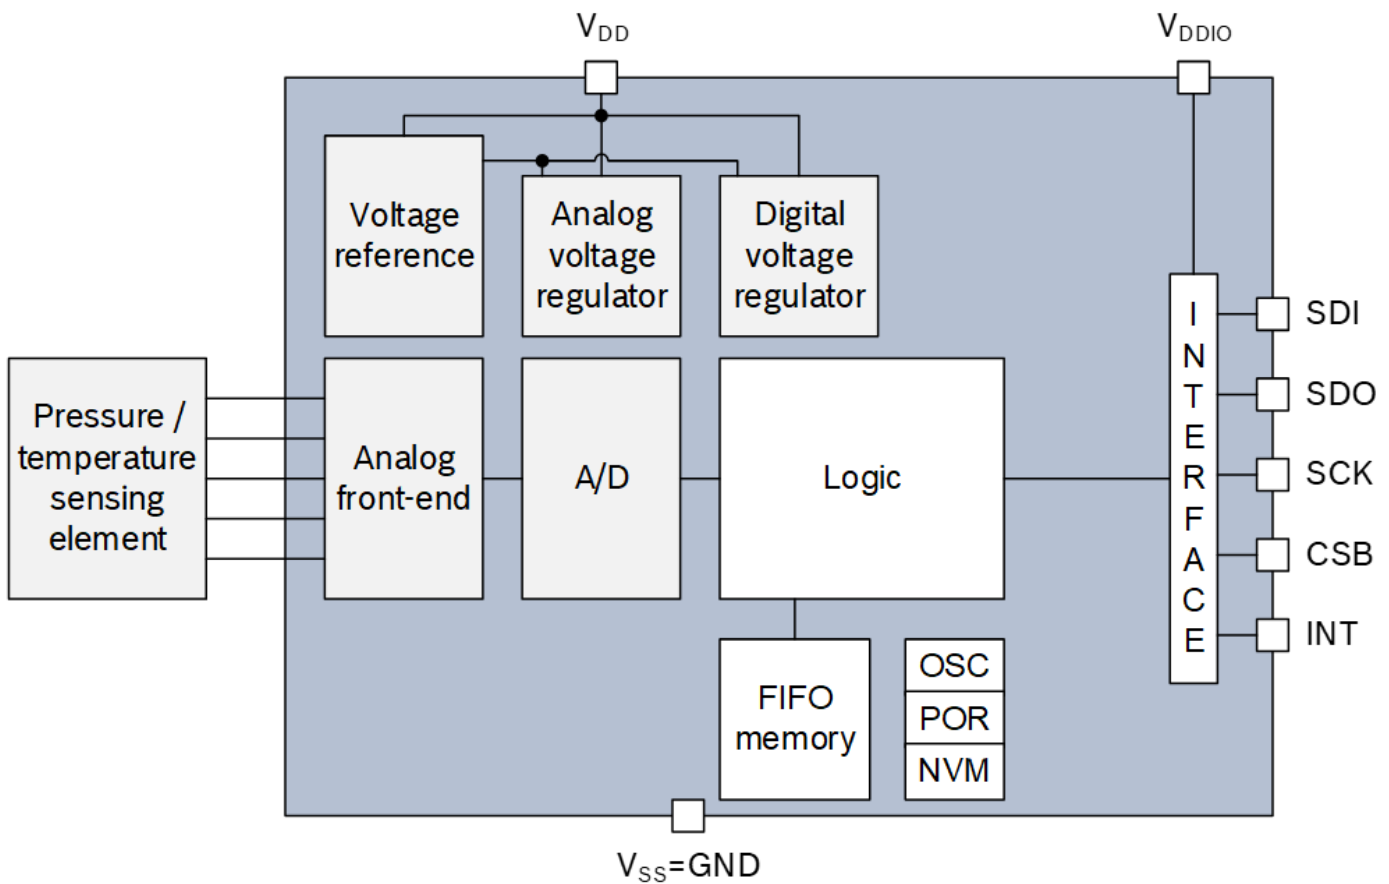 VDD
VDDIO
Voltage
reference
Analog
voltage
regulator
Digital
voltage
regulator
Pressure /
temperature
sensing
element
Analog
front-end
A/D
Logic
I
N
T
E
R
F
A
C
E
SDI
SDO
SCK
CSB
INT
FIFO
memory
OSC
POR
NVM
VSS=GND